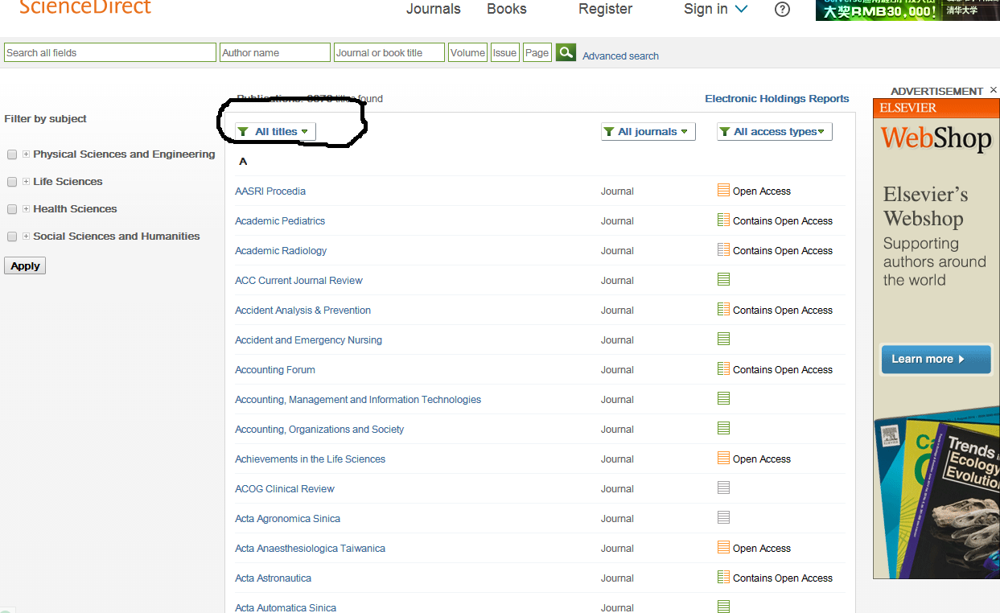 ScienceDirect
Journals Books Register Sign in ?
大奖RMB30,000! 清华大学
Search all fields Author name Journal or book title Volume Issue Page Advanced search
Publications: titles found Electronic Holdings Reports
Filter by subject
Physical Sciences and Engineering
Life Sciences
Health Sciences
Social Sciences and Humanities
Apply
All titles All journals All access types
A
AASRI Procedia Journal Open Access
Academic Pediatrics Journal Contains Open Access
Academic Radiology Journal Contains Open Access
ACC Current Journal Review Journal
Accident Analysis & Prevention Journal Contains Open Access
Accident and Emergency Nursing Journal
Accounting Forum Journal Contains Open Access
Accounting, Management and Information Technologies Journal
Accounting, Organizations and Society Journal
Achievements in the Life Sciences Journal Open Access
ACOG Clinical Review Journal
Acta Agronomica Sinica Journal
Acta Anaesthesiologica Taiwanica Journal Open Access
Acta Astronautica Journal Contains Open Access
Acta Automatica Sinica Journal
ADVERTISEMENT
ELSEVIER
WebShop
Elsevier's
Webshop
Supporting
authors around
the world
Learn more
ELSEVIER
Ca
Trends
Ecology
Evolution